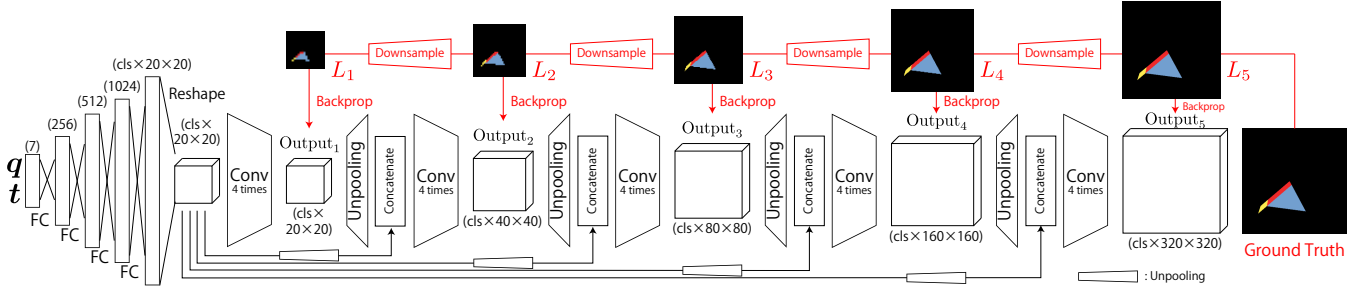 q
t
(7)
FC
(256)
FC
(512)
FC
(1024)
FC
(cls×20×20)
Reshape
(cls×
20×20)
Conv
4 times
L1
Backprop
Output1
(cls×
20×20)
Downsample
Unpooling
Concatenate
Conv
4 times
L2
Backprop
Output2
(cls×40×40)
Downsample
Unpooling
Concatenate
Conv
4 times
L3
Backprop
Output3
(cls×80×80)
Downsample
Unpooling
Concatenate
Conv
4 times
L4
Backprop
Output4
(cls×160×160)
Downsample
Unpooling
Concatenate
Conv
4 times
L5
Backprop
Output5
(cls×320×320)
Ground Truth
: Unpooling